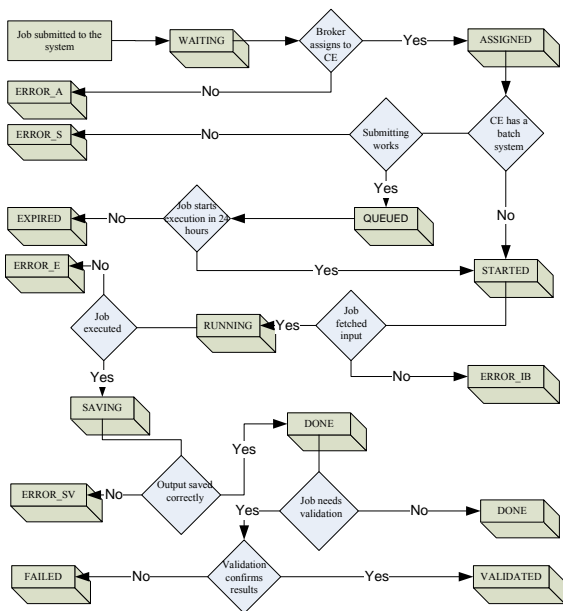 Job submitted to the
system
WAITING
Broker
assigns to
CE
Yes
ASSIGNED
ERROR_A
No
ERROR_S
No
Submitting
works
CE has a
batch
system
Yes
No
EXPIRED
No
Job starts
execution in 24
hours
QUEUED
Yes
STARTED
ERROR_E
No
Job
executed
RUNNING
Yes
Job
fetched
input
Yes
No
ERROR_IB
SAVING
Yes
DONE
ERROR_SV
No
Output saved
correctly
Yes
Job needs
validation
No
DONE
FAILED
No
Validation
confirms
results
Yes
VALIDATED